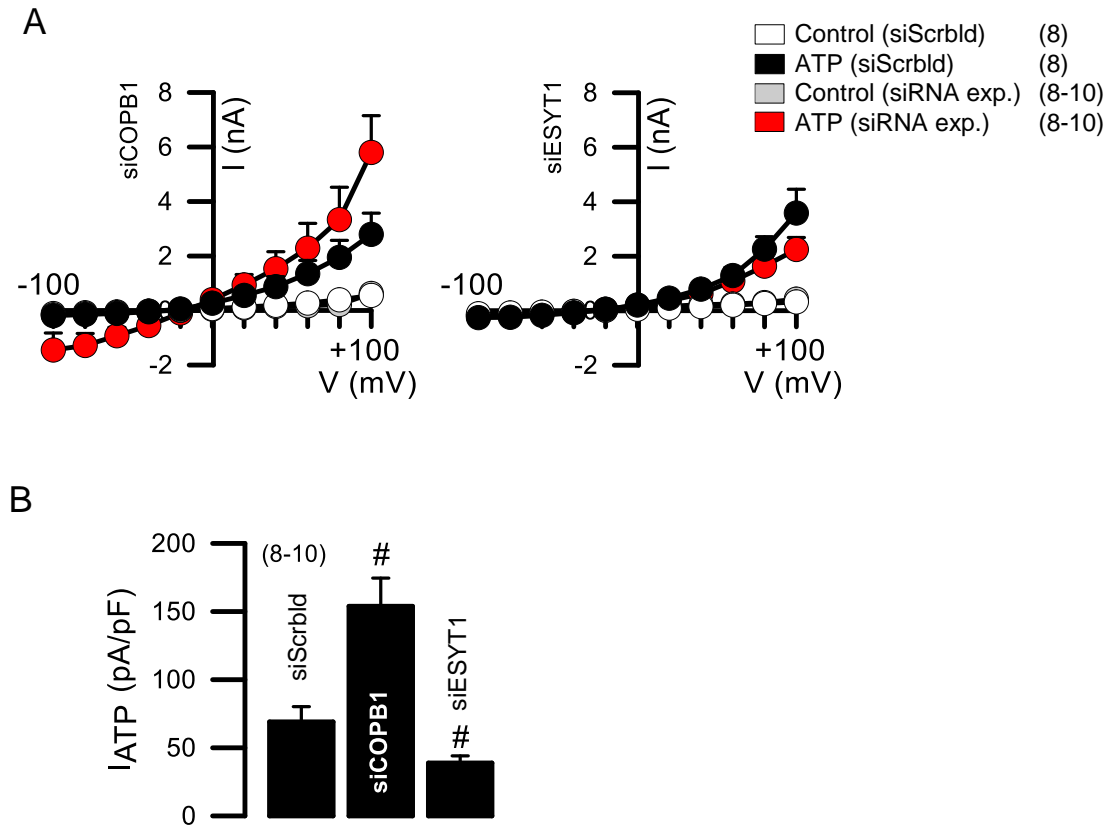 A
Control (siScrbld) (8)
ATP (siScrbld) (8)
Control (siRNA exp.) (8-10)
ATP (siRNA exp.) (8-10)
siCOPB1
I (nA)
8
6
4
2
0
-2
-100
+100
V (mV)
siESYT1
I (nA)
8
6
4
2
0
-2
-100
+100
V (mV)
B
IATP (pA/pF)
200
150
100
50
0
(8-10)
siScrbld
#
siCOPB1
siESYT1
#